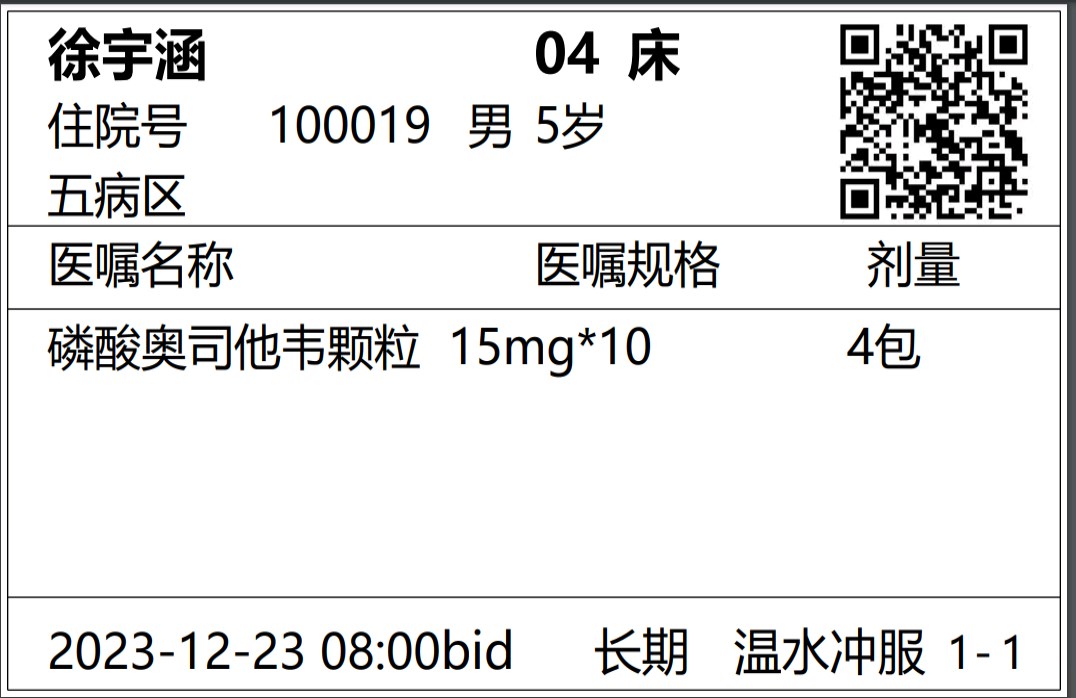 徐宇涵 04 床
住院号 100019 男 5岁
五病区
医嘱名称 医嘱规格 剂量
磷酸奥司他韦颗粒 15mg*10 4包
2023-12-23 08:00bid 长期 温水冲服 1-1